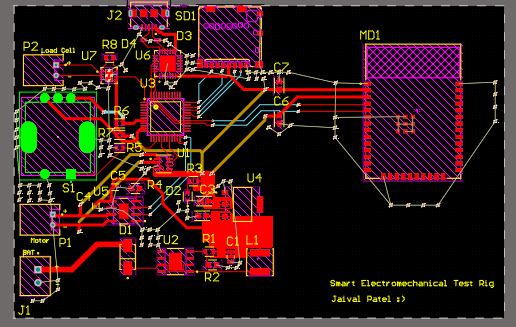 J2
SD1
MD1
D3
R8 D4
P2
Load Cell
U7
U6
U3
C7
C6
R6
R7
R5
U1
S1
R4
R3
C5
U5
D2
C3
U4
C4
Motor
P1
D1
U2
R1
C1
L1
BAT
R2
J1
Smart Electromechanical Test Rig
Jaival Patel :)